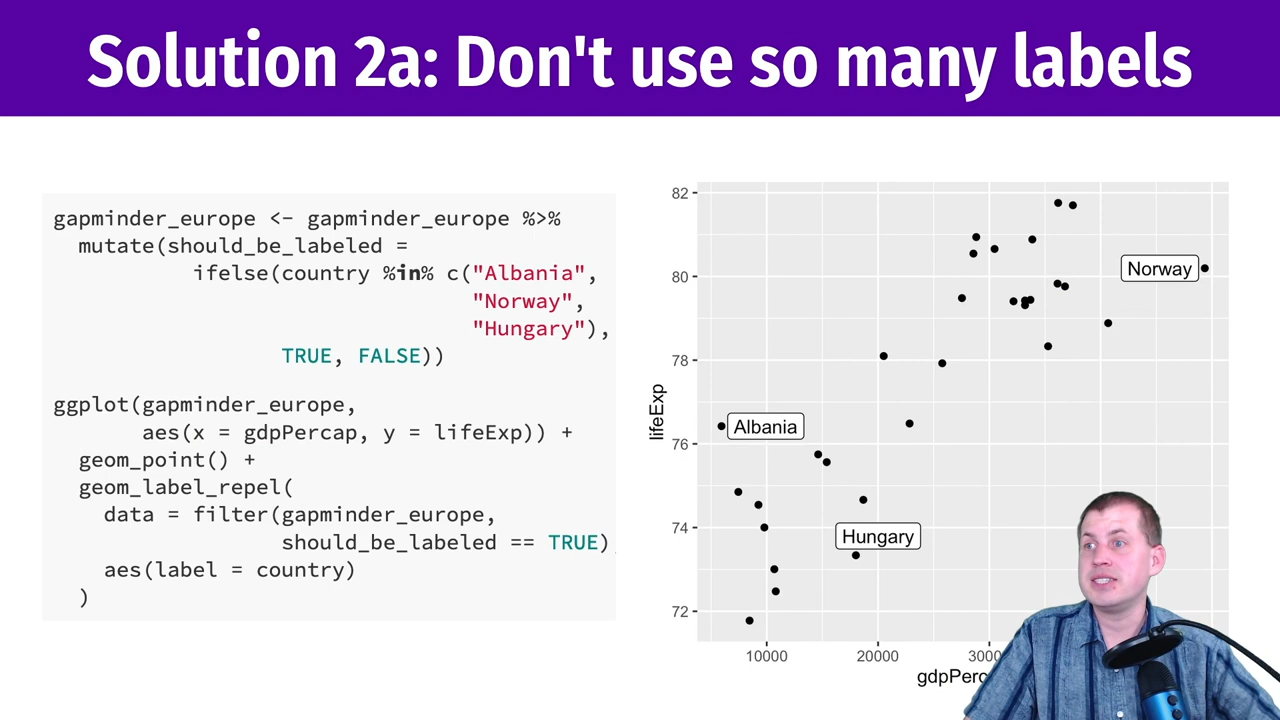 Solution 2a: Don't use so many labels
gapminder_europe <- gapminder_europe %>%
mutate(should_be_labeled =
ifelse(country %in% c("Albania",
"Norway",
"Hungary"),
TRUE, FALSE))
ggplot(gapminder_europe,
aes(x = gdpPercap, y = lifeExp)) +
geom_point() +
geom_label_repel(
data = filter(gapminder_europe,
should_be_labeled == TRUE)
aes(label = country)
)
82
80
78
76
74
72
lifeExp
Norway
Albania
Hungary
10000
20000
3000
gdpPerc